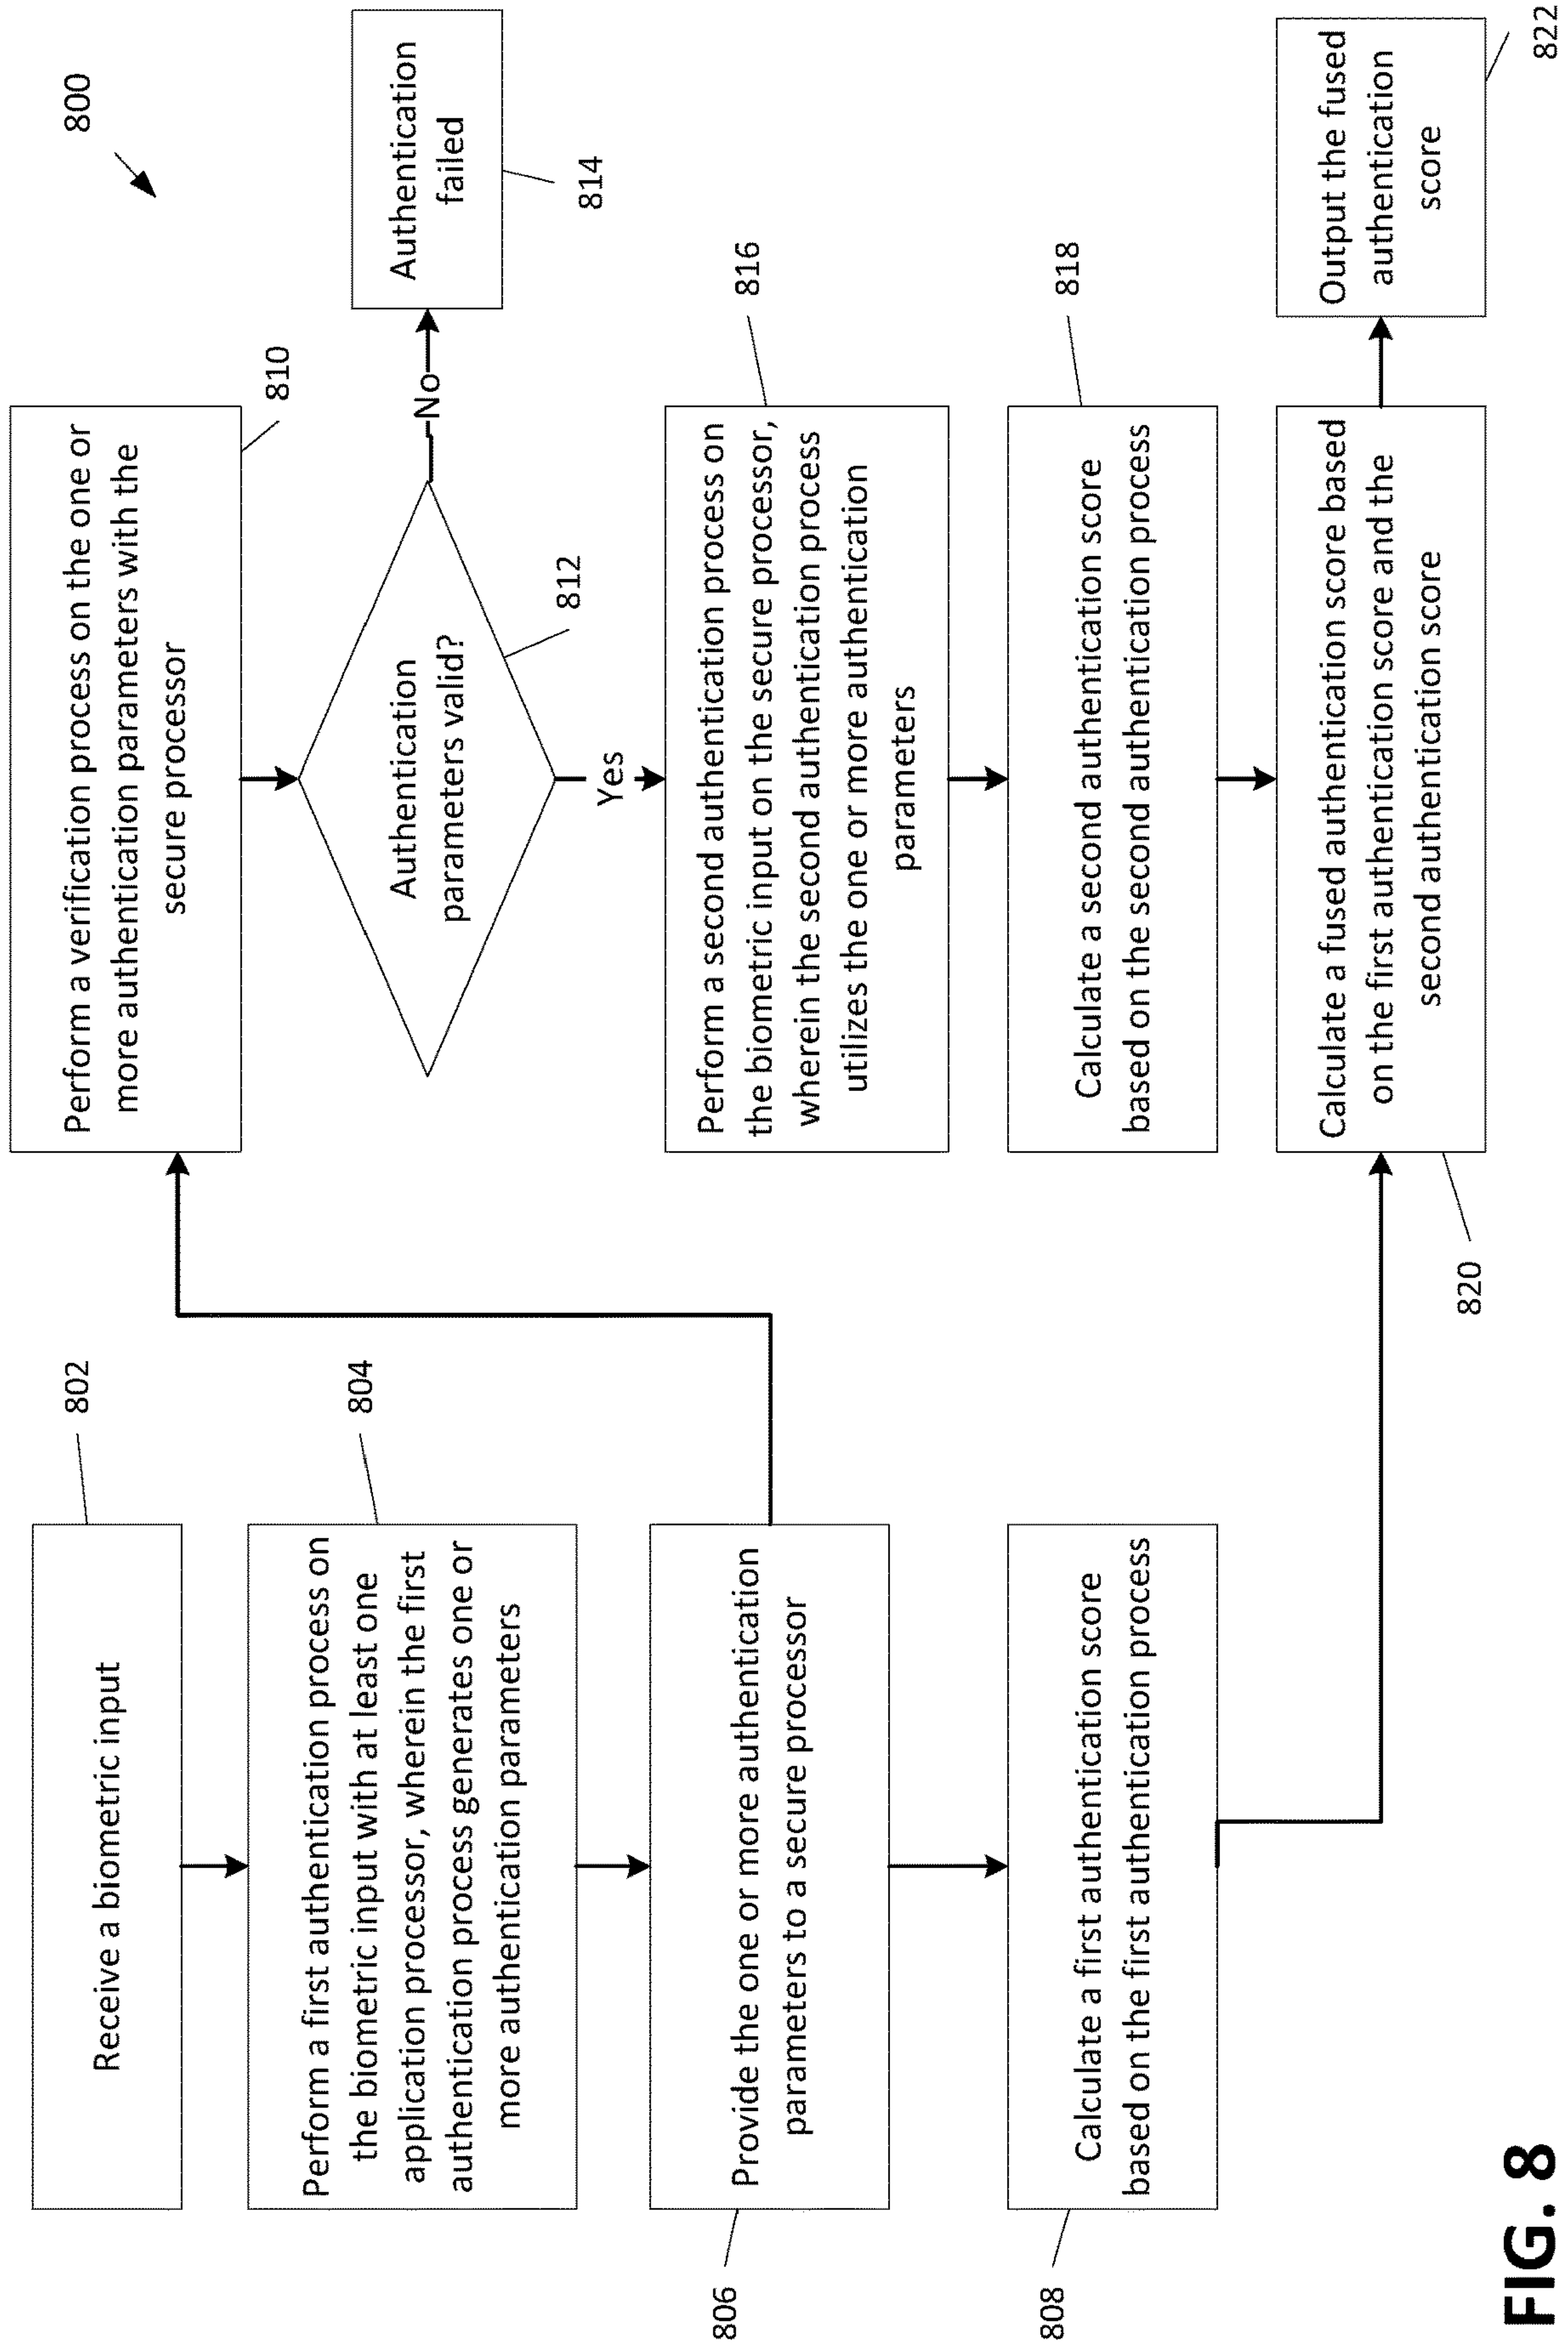 800
802
Receive a biometric input
804
Perform a first authentication process on
the biometric input with at least one
application processor, wherein the first
authentication process generates one or
more authentication parameters
806
Provide the one or more authentication
parameters to a secure processor
808
Calculate a first authentication score
based on the first authentication process
810
Perform a verification process on the one or
more authentication parameters with the
secure processor
812
Authentication
parameters valid?
No
Authentication
failed
814
Yes
816
Perform a second authentication process on
the biometric input on the secure processor,
wherein the second authentication process
utilizes the one or more authentication
parameters
818
Calculate a second authentication score
based on the second authentication process
820
Calculate a fused authentication score based
on the first authentication score and the
second authentication score
Output the fused
authentication
score
822
FIG. 8